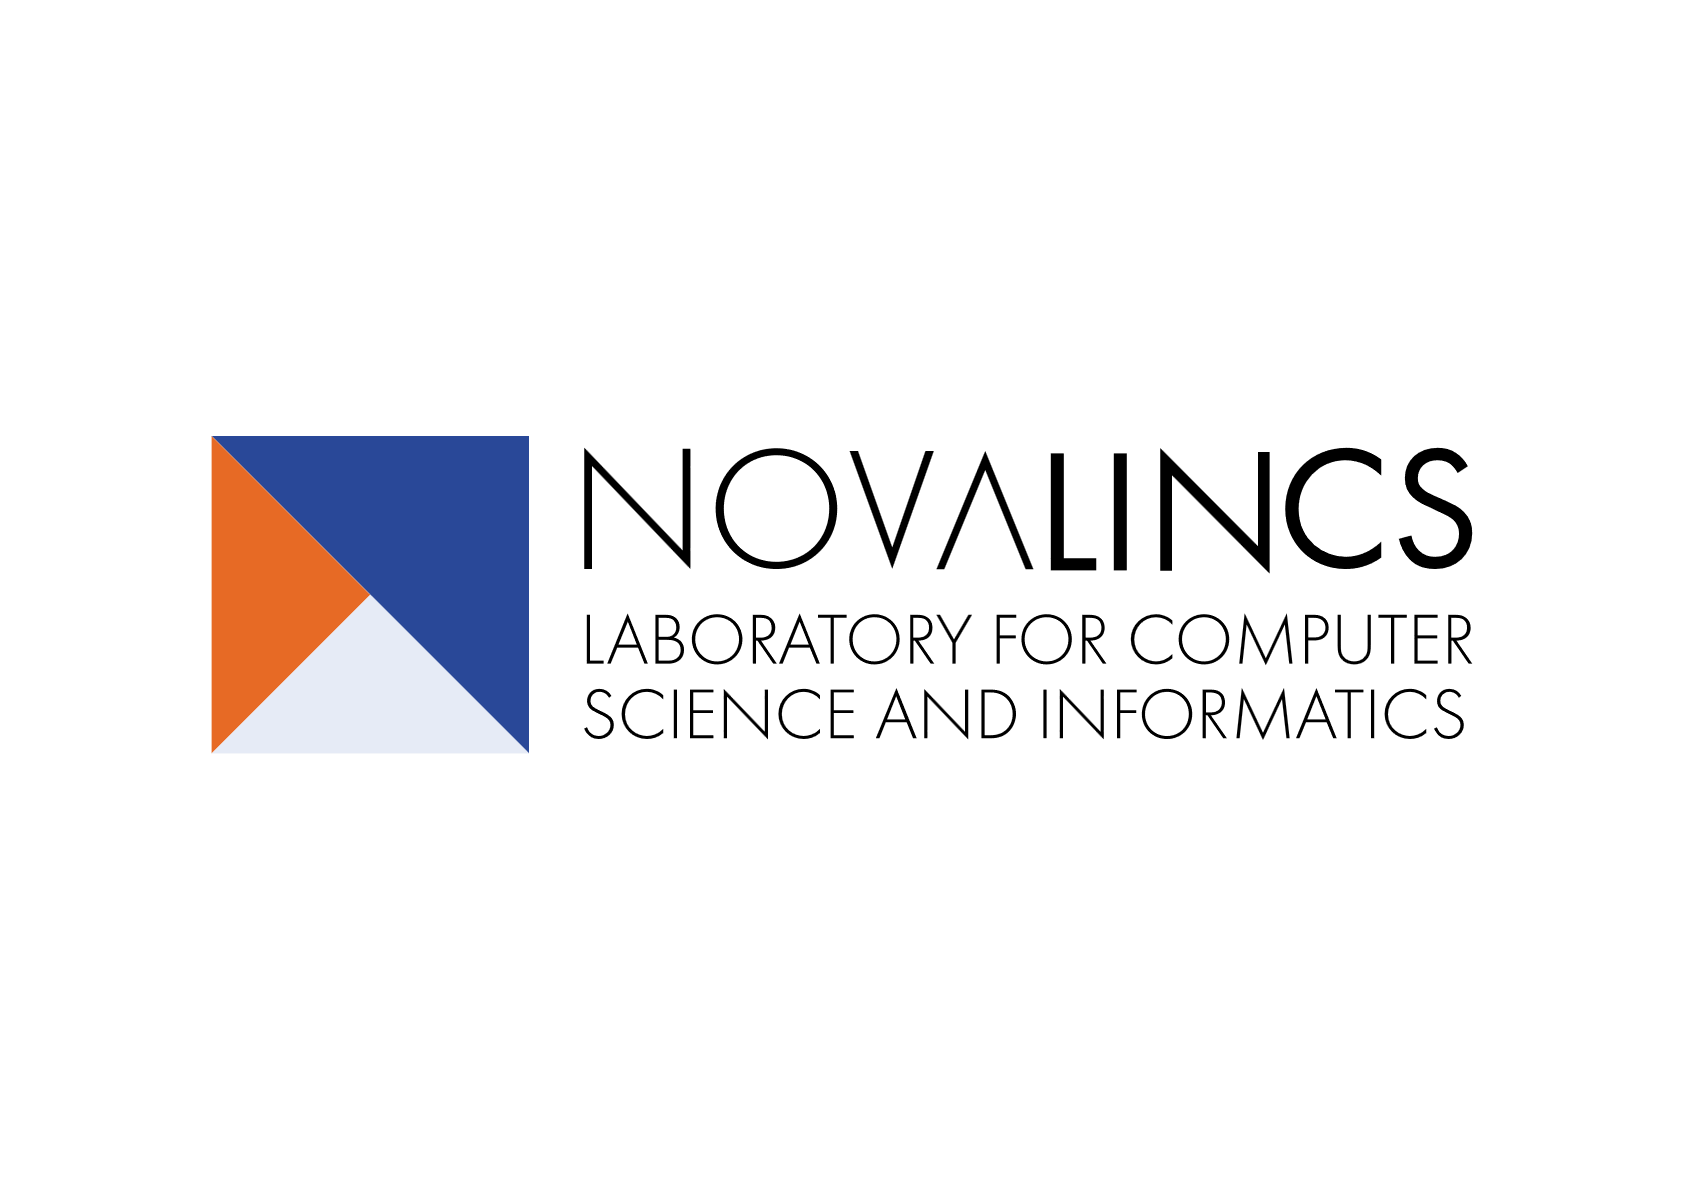 NOVALINCS
LABORATORY FOR COMPUTER
SCIENCE AND INFORMATICS